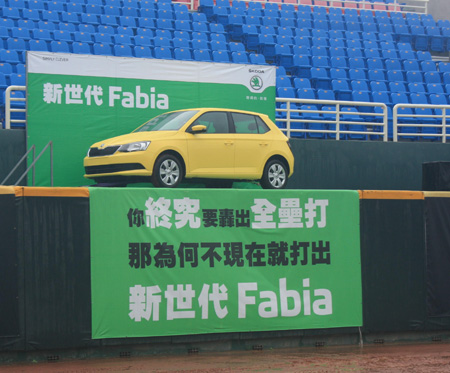 ŠKODA
新世代 Fabia
你終究要轟出全壘打
那為何不現在就打出
新世代 Fabia